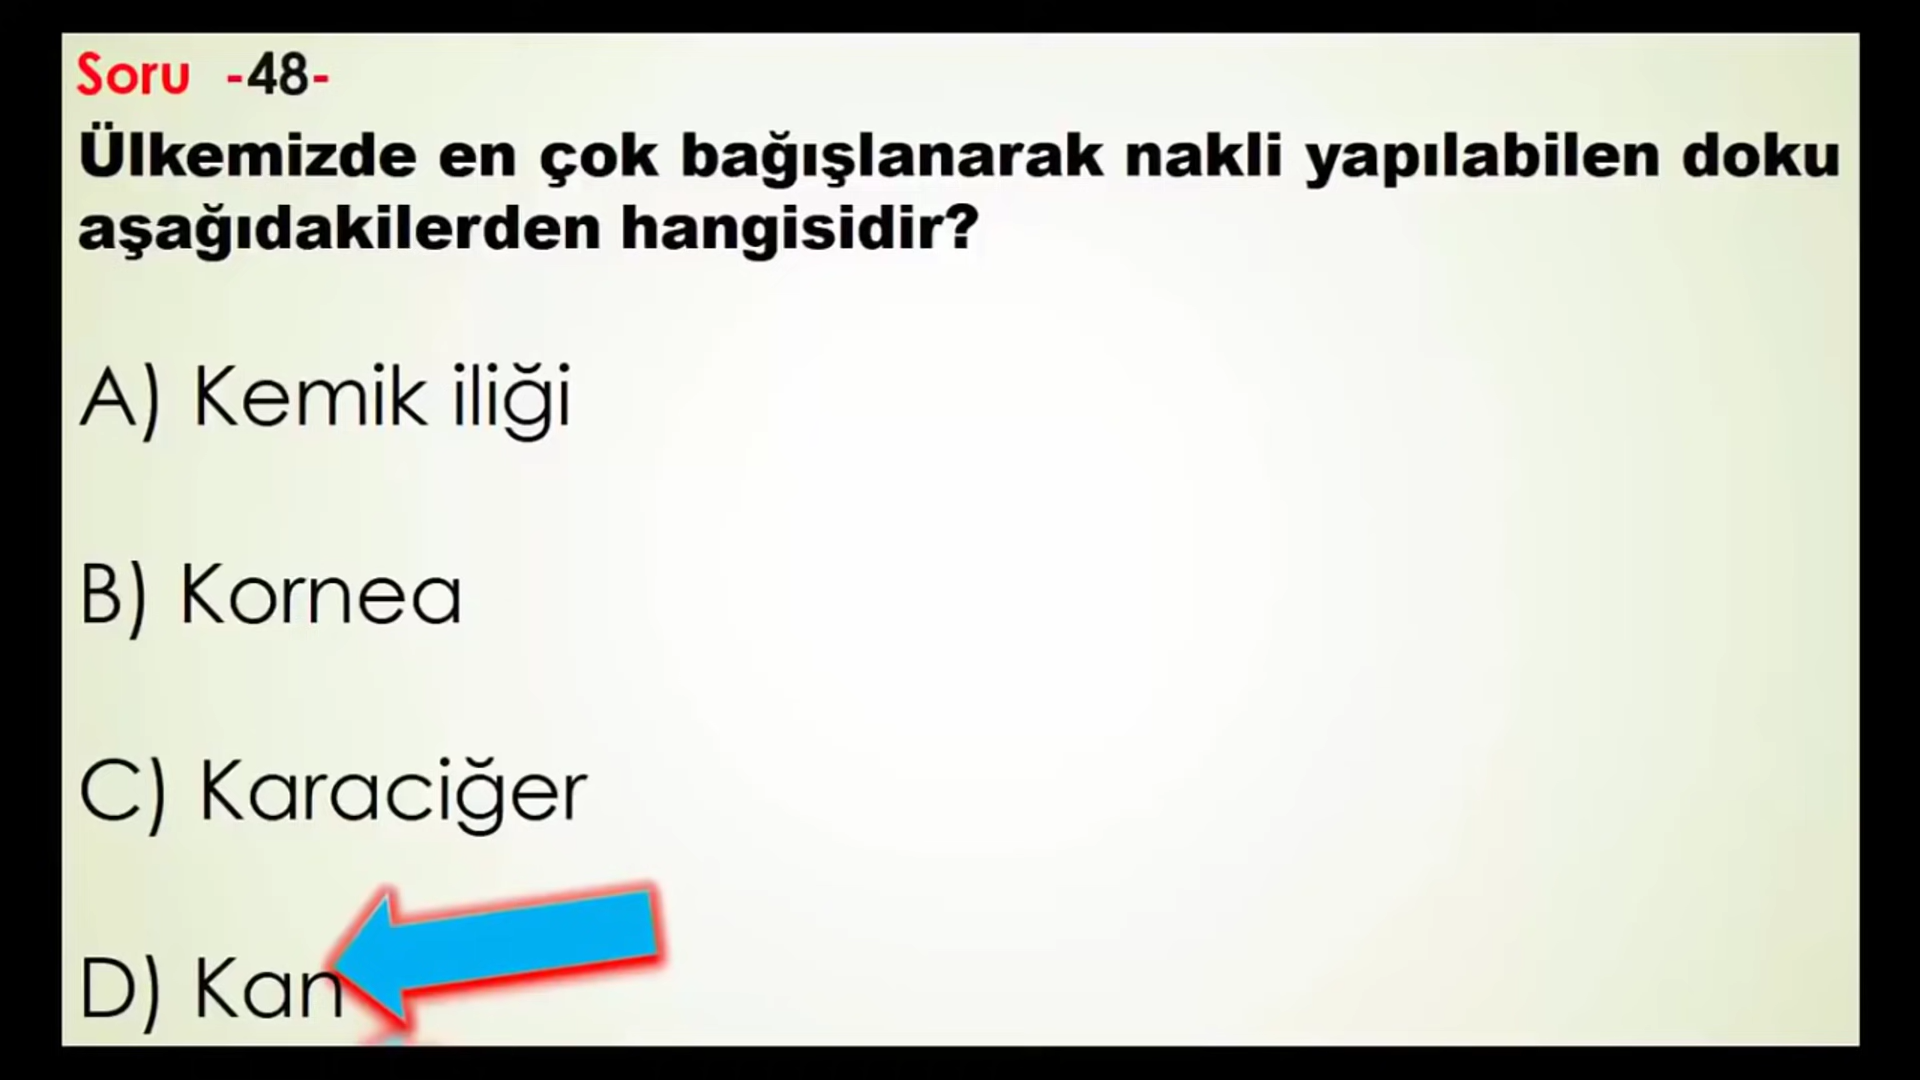 Soru -48-
Ülkemizde en çok bağışlanarak nakli yapılabilen doku
aşağıdakilerden hangisidir?
A) Kemik iliği
B) Kornea
C) Karaciğer
D) Kan